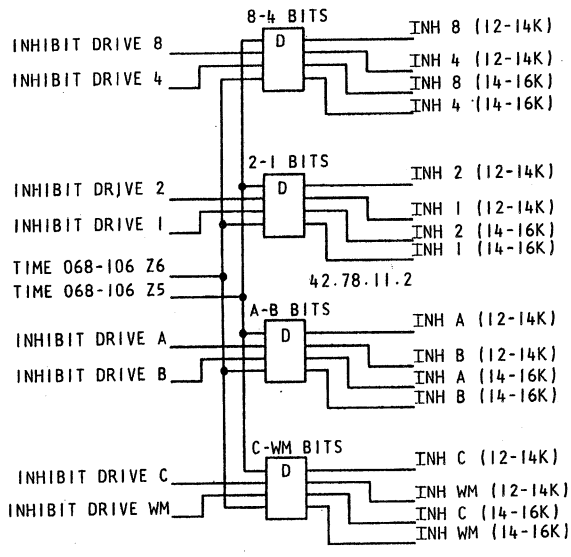 8-4 BITS
INHIBIT DRIVE 8
INHIBIT DRIVE 4
D
INH 8 (12-14K)
INH 4 (12-14K)
INH 8 (14-16K)
INH 4 (14-16K)
2-1 BITS
INHIBIT DRIVE 2
INHIBIT DRIVE 1
D
INH 2 (12-14K)
INH 1 (12-14K)
INH 2 (14-16K)
INH 1 (14-16K)
TIME 068-106 Z6
TIME 068-106 Z5
42.78.11.2
A-B BITS
INHIBIT DRIVE A
INHIBIT DRIVE B
D
INH A (12-14K)
INH B (12-14K)
INH A (14-16K)
INH B (14-16K)
C-WM BITS
INHIBIT DRIVE C
INHIBIT DRIVE WM
D
INH C (12-14K)
INH WM (12-14K)
INH C (14-16K)
INH WM (14-16K)